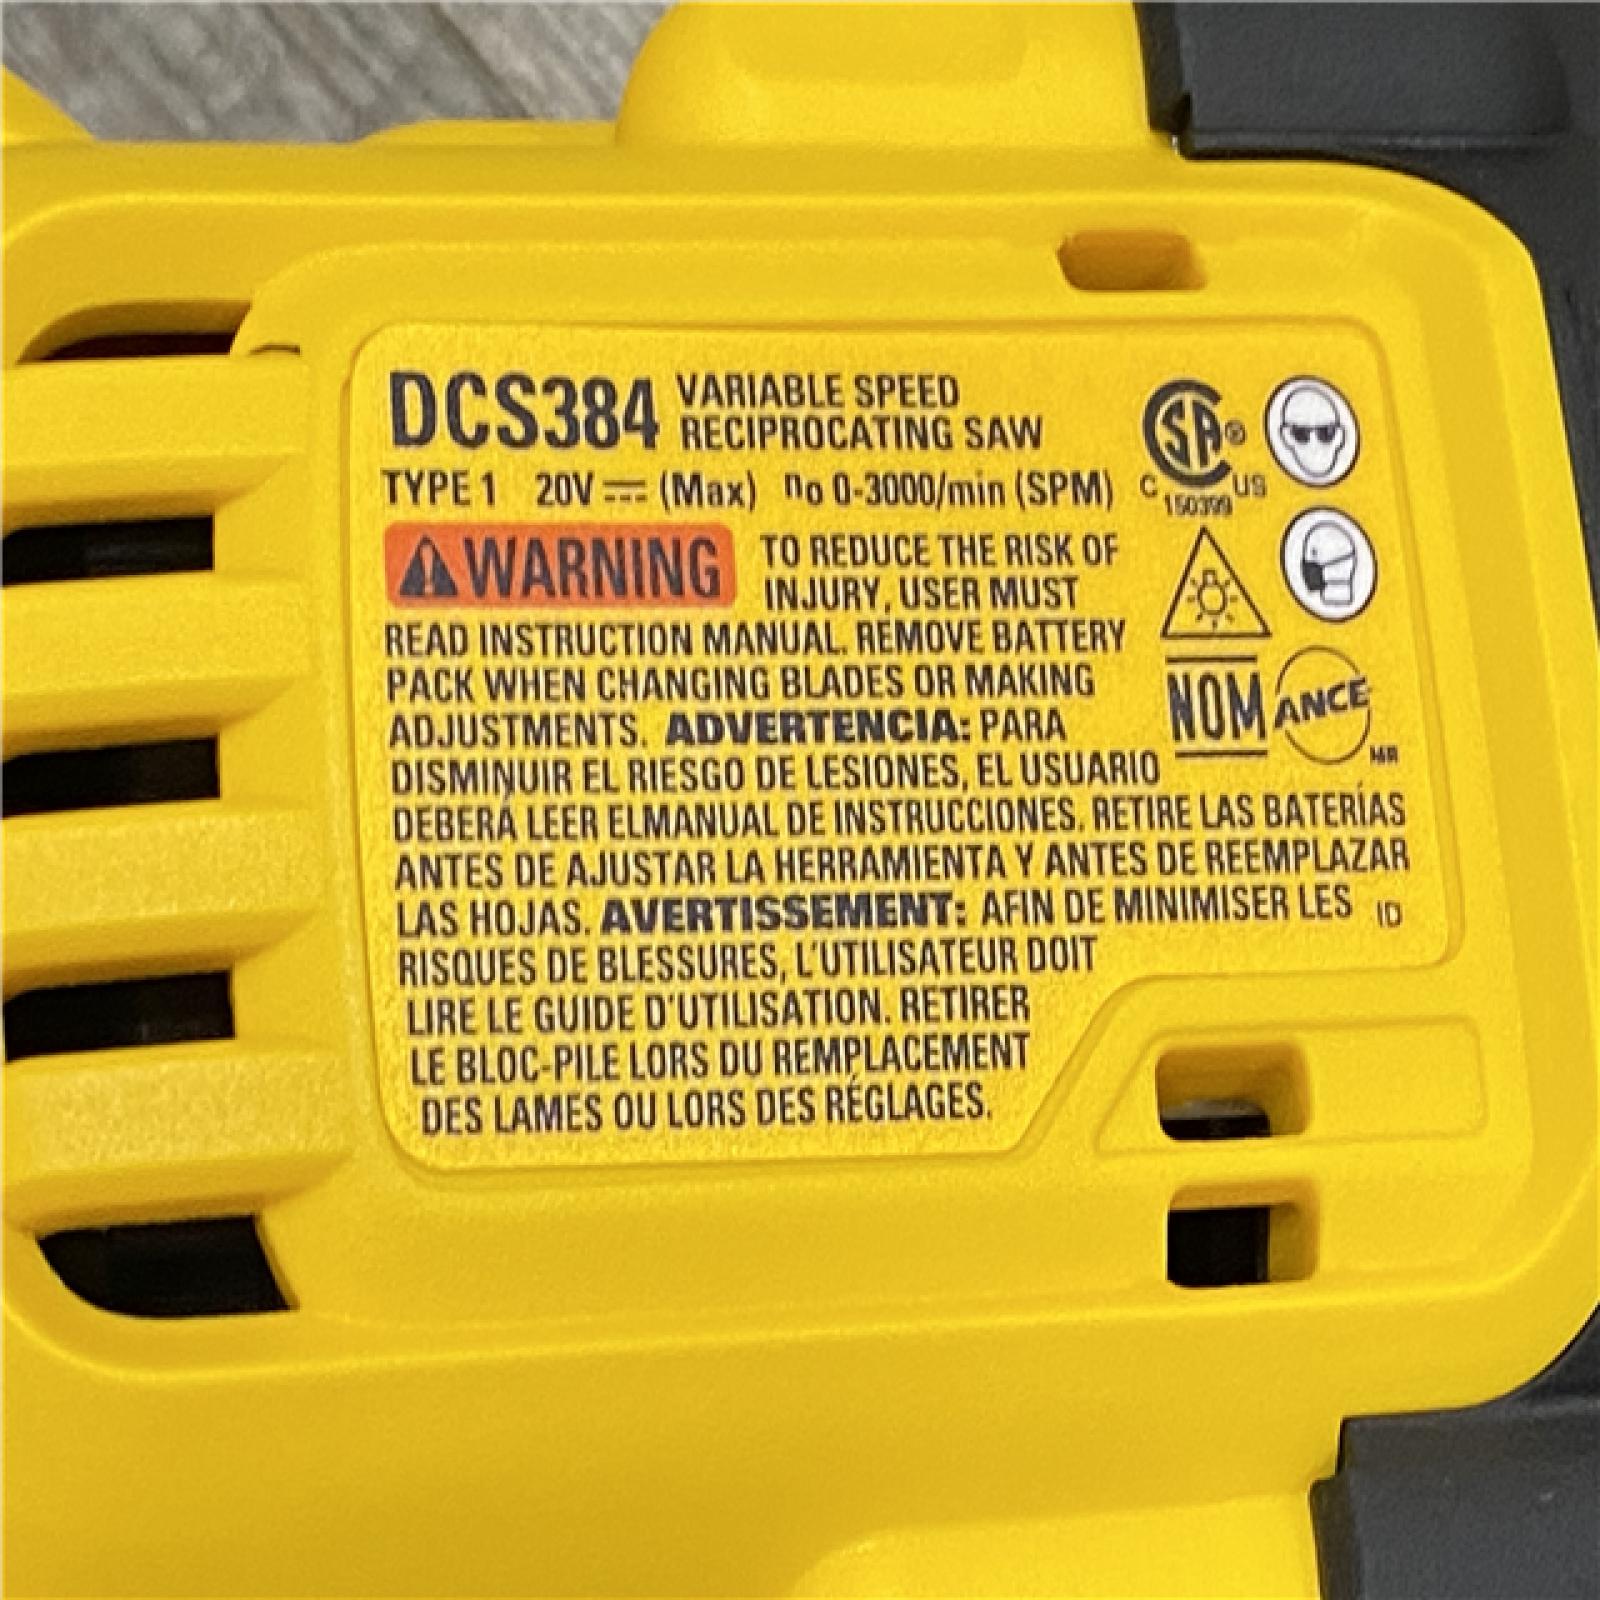 DCS384 VARIABLE SPEED
RECIPROCATING SAW
TYPE 1 20V ⎓ (Max) no 0-3000/min (SPM)
SA®
C US
150399
WARNING TO REDUCE THE RISK OF
INJURY, USER MUST
READ INSTRUCTION MANUAL. REMOVE BATTERY
PACK WHEN CHANGING BLADES OR MAKING
ADJUSTMENTS. ADVERTENCIA: PARA
DISMINUIR EL RIESGO DE LESIONES, EL USUARIO
DEBERÁ LEER ELMANUAL DE INSTRUCCIONES. RETIRE LAS BATERÍAS
ANTES DE AJUSTAR LA HERRAMIENTA Y ANTES DE REEMPLAZAR
LAS HOJAS. AVERTISSEMENT: AFIN DE MINIMISER LES
RISQUES DE BLESSURES, L'UTILISATEUR DOIT
LIRE LE GUIDE D'UTILISATION. RETIRER
LE BLOC-PILE LORS DU REMPLACEMENT
DES LAMES OU LORS DES RÉGLAGES.
NOM ANCE
MR
ID